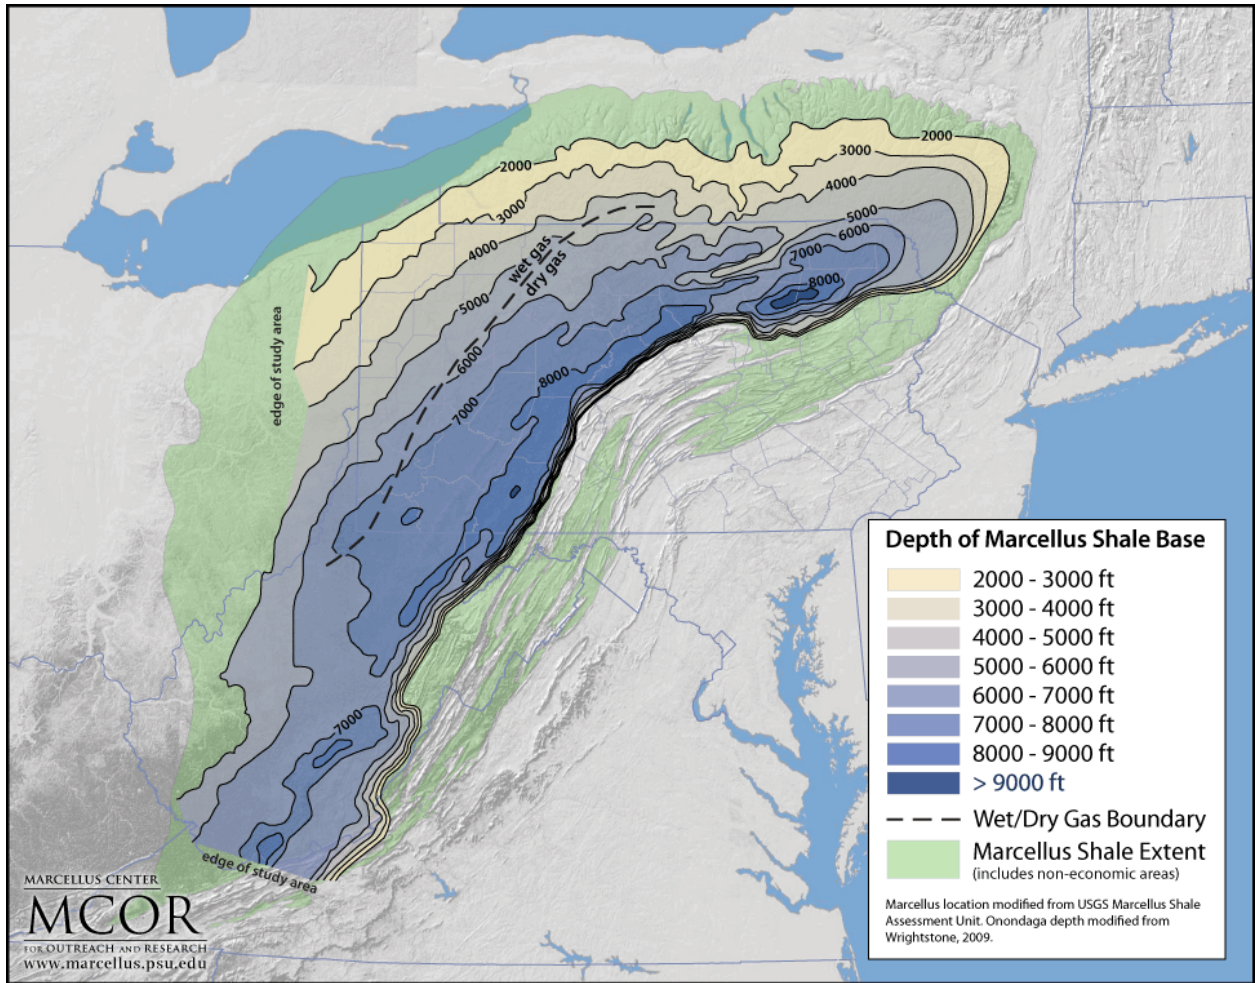 2000
3000
4000
5000
6000
7000
8000
2000
3000
4000
5000
6000
7000
8000
wet gas
dry gas
edge of study area
7000
edge of study area
Depth of Marcellus Shale Base
2000 - 3000 ft
3000 - 4000 ft
4000 - 5000 ft
5000 - 6000 ft
6000 - 7000 ft
7000 - 8000 ft
8000 - 9000 ft
> 9000 ft
Wet/Dry Gas Boundary
Marcellus Shale Extent
(includes non-economic areas)
Marcellus location modified from USGS Marcellus Shale
Assessment Unit. Onondaga depth modified from
Wrightstone, 2009.
MARCELLUS CENTER
MCOR
FOR OUTREACH AND RESEARCH
www.marcellus.psu.edu